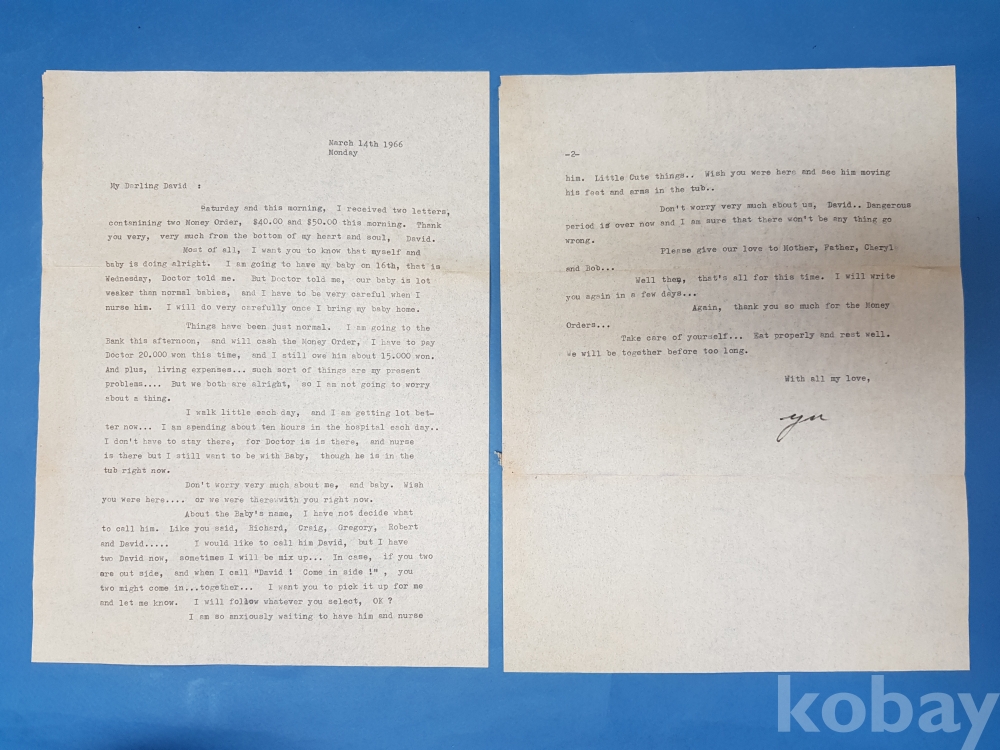 March 14th 1966
Monday
My Darling David :
Saturday and this morning, I received two letters,
contanining two Money Order, $40.00 and $50.00 this morning. Thank
you very, very much from the bottom of my heart and soul, David.
Most of all, I want you to know that myself and
baby is doing alright. I am going to have my baby on 16th, that is
Wednesday, Doctor told me. But Doctor told me, our baby is lot
weaker than normal babies, and I have to be very careful when I
nurse him. I will do very carefully once I bring my baby home.
Things have been just normal. I am going to the
Bank this afternoon, and will cash the Money Order, I have to pay
Doctor 20.000 won this time, and I still owe him about 15.000 won.
And plus, living expenses... such sort of things are my present
problem.... But we both are alright, so I am not going to worry
about a thing.
I walk little each day, and I am getting lot bet-
ter now... I am spending about ten hours in the hospital each day..
I don't have to stay there, for Doctor is is there, and nurse
is there but I still want to be with Baby, though he is in the
tub right now.
Don't worry very much about me, and baby. Wish
you were here.... or we were therewwith you right now.
About the Baby's name, I have not decide what
to call him. Like you said, Richard, Craig, Gregory, Robert
and David..... I would like to call him David, but I have
two David now, sometimes I will be mix up... In case, if you two
are out side, and when I call "David ! Come in side !" , you
two might come in...together... I want you to pick it up for me
and let me know. I will follow whatever you select, OK ?
I am so anxiously waiting to have him and nurse
-2-
him. Little Cute things.. Wish you were here and see him moving
his foot and arms in the tub..
Don't worry very much about us, David.. Dangerous
period is over now and I am sure that there won't be any thing go
wrong.
Please give our love to Mother, Father, Cheryl
and Bob...
Well then, that's all for this time. I will write
you again in a few days...
Again, thank you so much for the Money
Orders...
Take care of yourself... Eat properly and rest well.
We will be together before too long.
With all my love,
yu
kobay